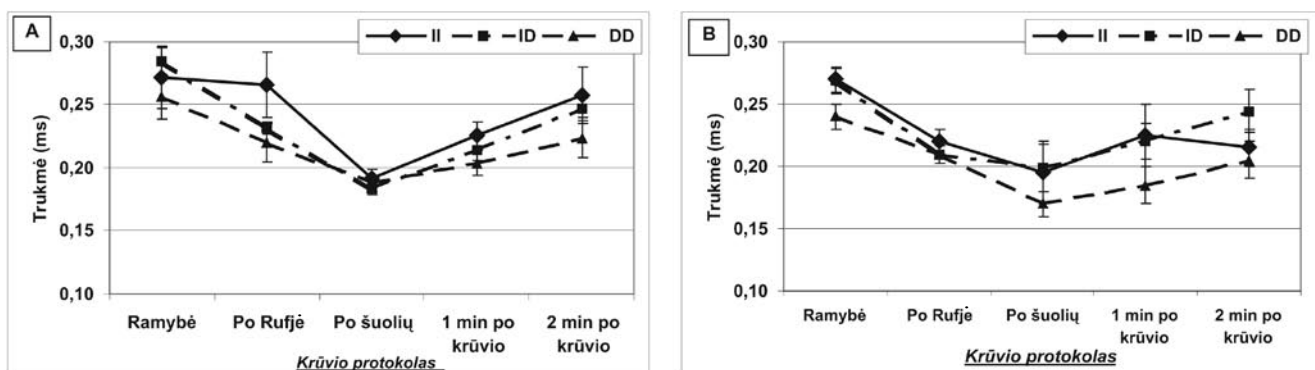 A
II ID DD
0,30
0,25
0,20
0,15
0,10
Trukmė (ms)
Ramybė Po Rufjė Po šuolių 1 min po krūvio 2 min po krūvio
Krūvio protokolas
B
II ID DD
0,30
0,25
0,20
0,15
0,10
Trukmė (ms)
Ramybė Po Rufjė Po šuolių 1 min po krūvio 2 min po krūvio
Krūvio protokolas